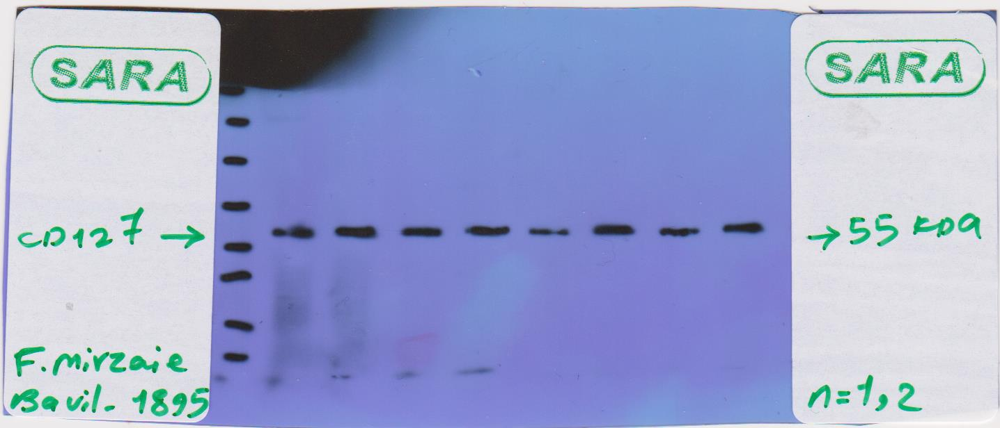 SARA
CD127 →
F. mirzaie
Bavil - 1895
SARA
→ 55 KDa
n=1,2